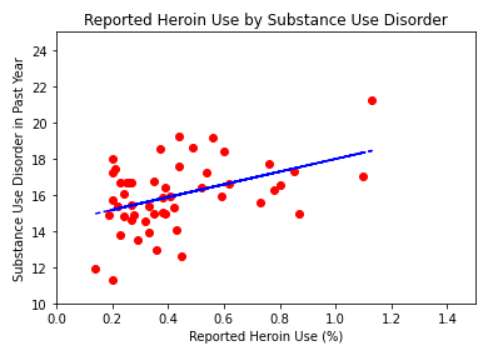 Reported Heroin Use by Substance Use Disorder
Substance Use Disorder in Past Year
24
22
20
18
16
14
12
10
0.0 0.2 0.4 0.6 0.8 1.0 1.2 1.4
Reported Heroin Use (%)